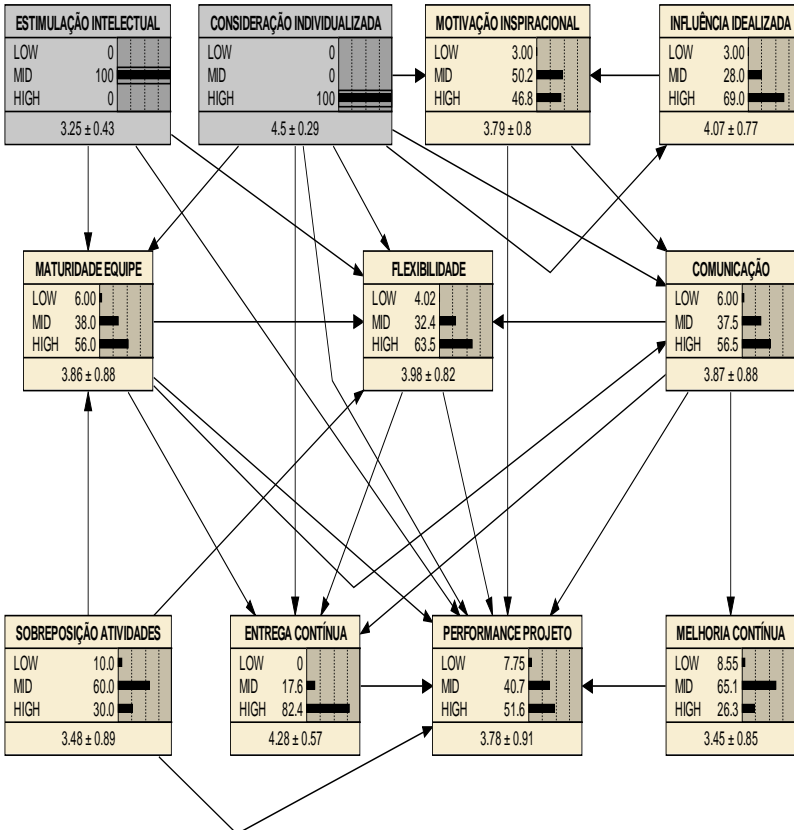 ESTIMULAÇÃO INTELECTUAL
LOW 0
MID 100
HIGH 0
3.25 ± 0.43
CONSIDERAÇÃO INDIVIDUALIZADA
LOW 0
MID 0
HIGH 100
4.5 ± 0.29
MOTIVAÇÃO INSPIRACIONAL
LOW 3.00
MID 50.2
HIGH 46.8
3.79 ± 0.8
INFLUÊNCIA IDEALIZADA
LOW 3.00
MID 28.0
HIGH 69.0
4.07 ± 0.77
MATURIDADE EQUIPE
LOW 6.00
MID 38.0
HIGH 56.0
3.86 ± 0.88
FLEXIBILIDADE
LOW 4.02
MID 32.4
HIGH 63.5
3.98 ± 0.82
COMUNICAÇÃO
LOW 6.00
MID 37.5
HIGH 56.5
3.87 ± 0.88
SOBREPOSIÇÃO ATIVIDADES
LOW 10.0
MID 60.0
HIGH 30.0
3.48 ± 0.89
ENTREGA CONTÍNUA
LOW 0
MID 17.6
HIGH 82.4
4.28 ± 0.57
PERFORMANCE PROJETO
LOW 7.75
MID 40.7
HIGH 51.6
3.78 ± 0.91
MELHORIA CONTÍNUA
LOW 8.55
MID 65.1
HIGH 26.3
3.45 ± 0.85